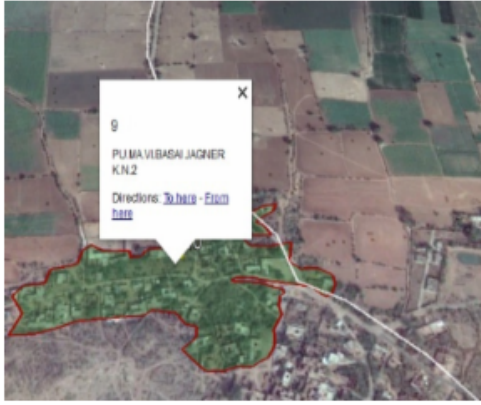 9
PU.MA.VI.BASAI JAGNER
K.N.2
Directions: To here - From
here